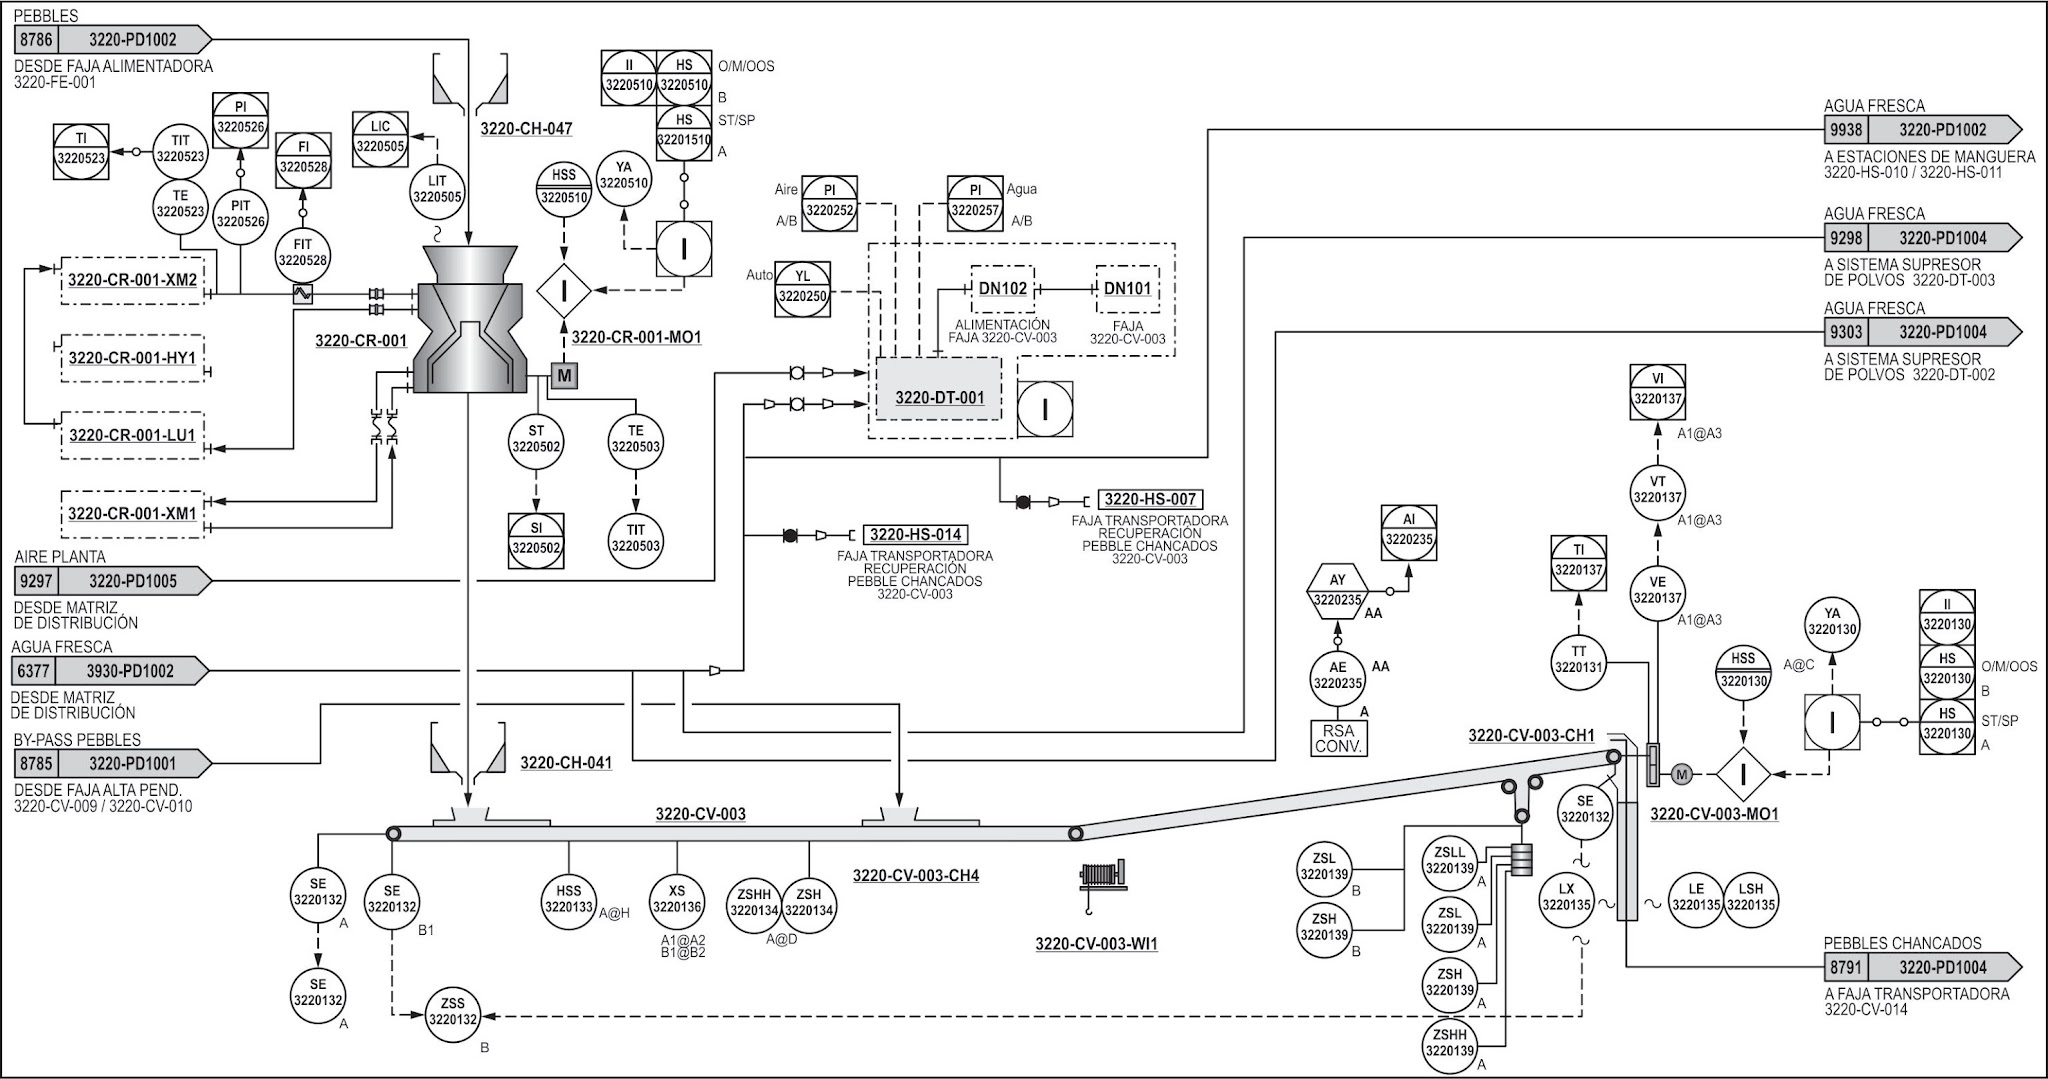 PEBBLES
8786 3220-PD1002
DESDE FAJA ALIMENTADORA
3220-FE-001
TI
3220523
TIT
3220523
TE
3220523
PI
3220526
PIT
3220526
FI
3220528
FIT
3220528
LIC
3220505
LIT
3220505
3220-CH-047
HSS
3220510
YA
3220510
II
3220510
HS
3220510
O/M/OOS
B
HS
32201510
ST/SP
A
I
I
3220-CR-001-MO1
M
3220-CR-001
3220-CR-001-XM2
3220-CR-001-HY1
3220-CR-001-LU1
3220-CR-001-XM1
ST
3220502
SI
3220502
TE
3220503
TIT
3220503
Aire
PI
3220252
A/B
PI
3220257
Agua
A/B
Auto
YL
3220250
DN102
ALIMENTACIÓN
FAJA 3220-CV-003
DN101
FAJA
3220-CV-003
3220-DT-001
I
AGUA FRESCA
9938 3220-PD1002
A ESTACIONES DE MANGUERA
3220-HS-010 / 3220-HS-011
AGUA FRESCA
9298 3220-PD1004
A SISTEMA SUPRESOR
DE POLVOS 3220-DT-003
AGUA FRESCA
9303 3220-PD1004
A SISTEMA SUPRESOR
DE POLVOS 3220-DT-002
3220-HS-007
FAJA TRANSPORTADORA
RECUPERACIÓN
PEBBLE CHANCADOS
3220-CV-003
3220-HS-014
FAJA TRANSPORTADORA
RECUPERACIÓN
PEBBLE CHANCADOS
3220-CV-003
AIRE PLANTA
9297 3220-PD1005
DESDE MATRIZ
DE DISTRIBUCIÓN
AGUA FRESCA
6377 3930-PD1002
DESDE MATRIZ
DE DISTRIBUCIÓN
BY-PASS PEBBLES
8785 3220-PD1001
DESDE FAJA ALTA PEND.
3220-CV-009 / 3220-CV-010
3220-CH-041
3220-CV-003
3220-CV-003-CH4
3220-CV-003-WI1
SE
3220132
A
SE
3220132
A
SE
3220132
B1
ZSS
3220132
B
HSS
3220133
A@H
XS
3220136
A1@A2
B1@B2
ZSHH
3220134
ZSH
3220134
A@D
AI
3220235
AY
3220235
AA
AE
3220235
AA
A
RSA
CONV.
VI
3220137
A1@A3
VT
3220137
A1@A3
VE
3220137
A1@A3
TI
3220137
TT
3220131
HSS
3220130
A@C
YA
3220130
I
II
3220130
HS
3220130
O/M/OOS
B
HS
3220130
ST/SP
A
3220-CV-003-CH1
M
I
3220-CV-003-MO1
SE
3220132
ZSL
3220139
B
ZSH
3220139
B
ZSLL
3220139
A
ZSL
3220139
A
ZSH
3220139
A
ZSHH
3220139
A
LX
3220135
LE
3220135
LSH
3220135
PEBBLES CHANCADOS
8791 3220-PD1004
A FAJA TRANSPORTADORA
3220-CV-014